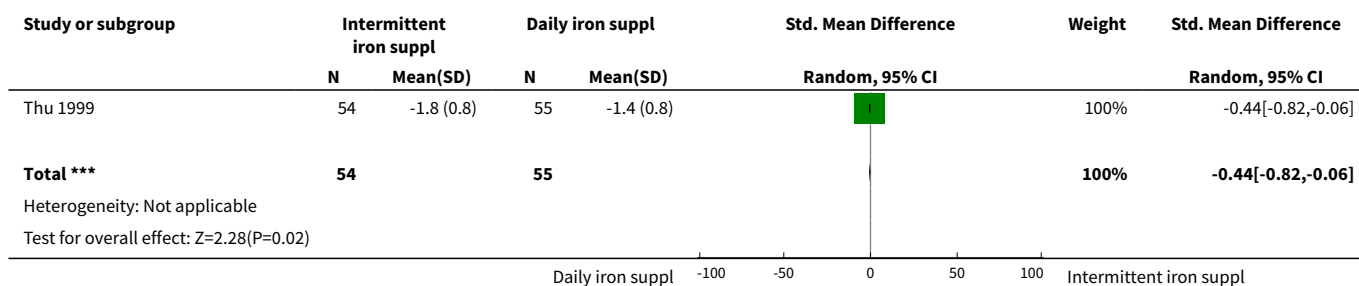 Study or subgroup Intermittent iron suppl Daily iron suppl Std. Mean Difference Weight Std. Mean Difference
N Mean(SD) N Mean(SD) Random, 95% CI Random, 95% CI
Thu 1999 54 -1.8 (0.8) 55 -1.4 (0.8) 100% -0.44[-0.82,-0.06]
Total *** 54 55 100% -0.44[-0.82,-0.06]
Heterogeneity: Not applicable
Test for overall effect: Z=2.28(P=0.02)
Daily iron suppl -100 -50 0 50 100 Intermittent iron suppl